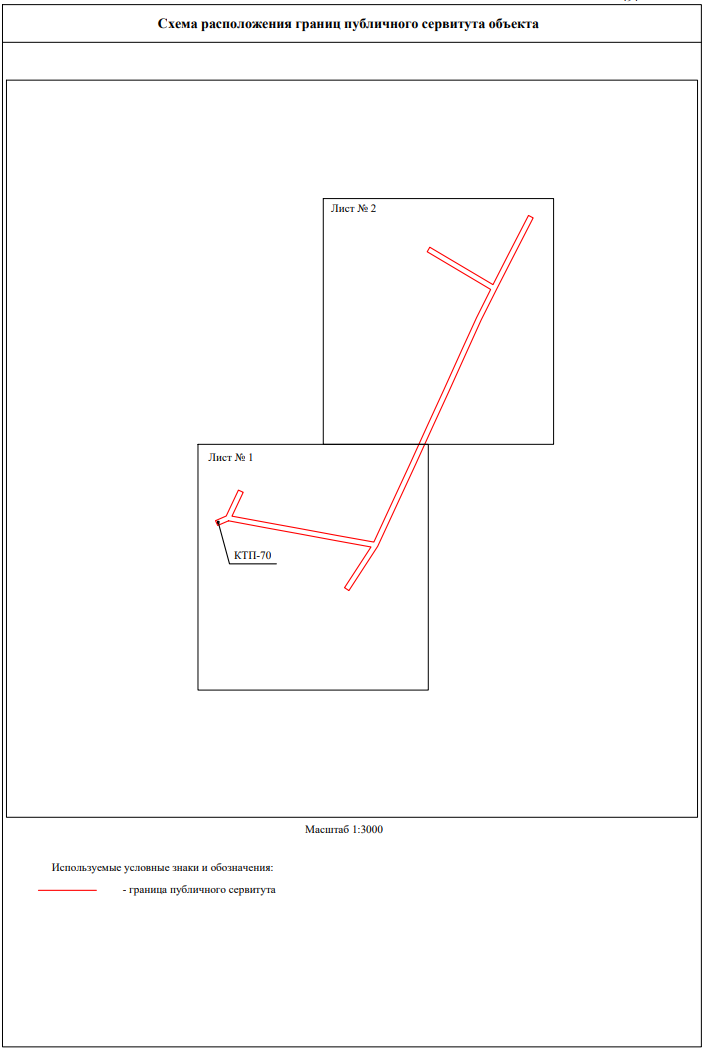 Схема расположения границ публичного сервитута объекта
Лист № 2
Лист № 1
КТП-70
Масштаб 1:3000
Используемые условные знаки и обозначения:
- граница публичного сервитута